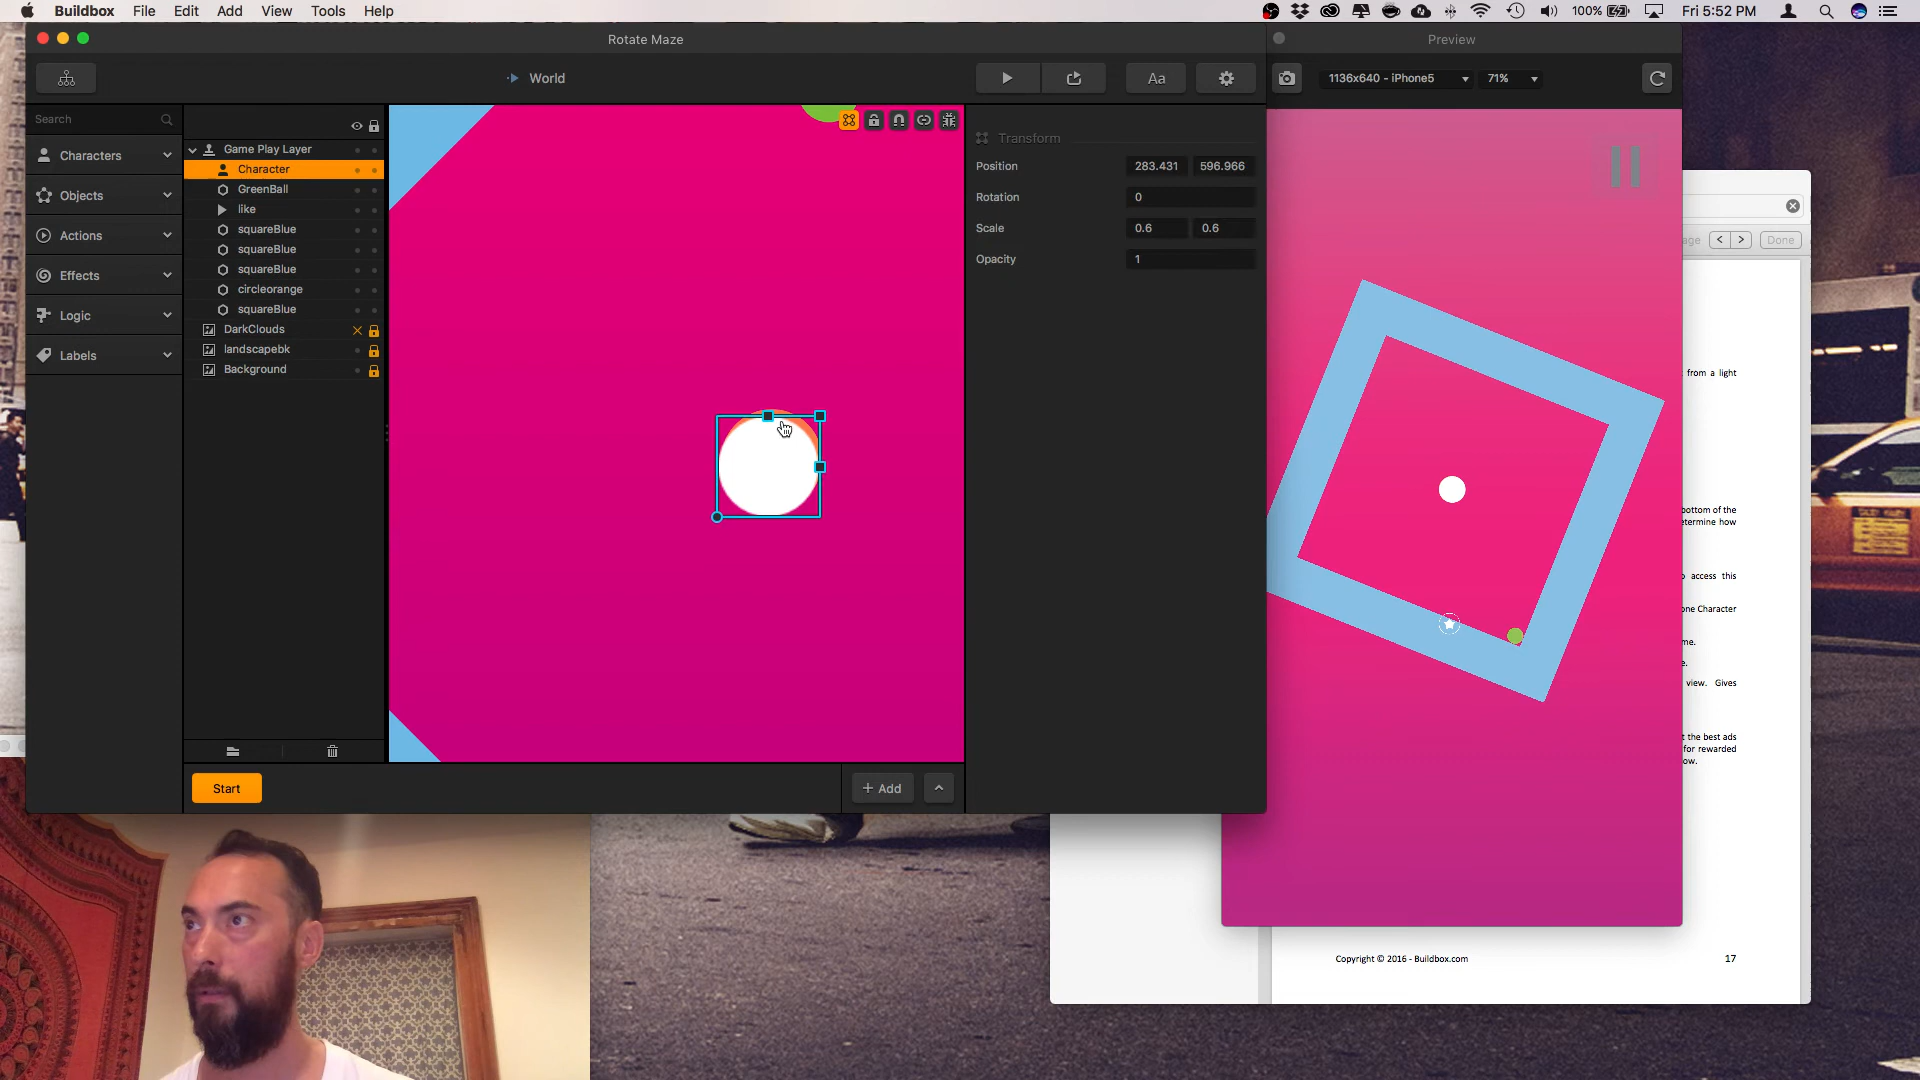 Buildbox File Edit Add View Tools Help
100% Fri 5:52 PM
Rotate Maze
World
Aa
Search
Characters
Objects
Actions
Effects
Logic
Labels
Game Play Layer
Character
GreenBall
like
squareBlue
squareBlue
squareBlue
circleorange
squareBlue
DarkClouds
landscapebk
Background
Start
+ Add
Transform
Position 283.431 596.966
Rotation 0
Scale 0.6 0.6
Opacity 1
Preview
1136x640 - iPhone5 71%
age < > Done
from a light
bottom of the
etermine how
o access this
one Character
me.
e.
view. Gives
t the best ads
for rewarded
ow.
Copyright © 2016 - Buildbox.com 17